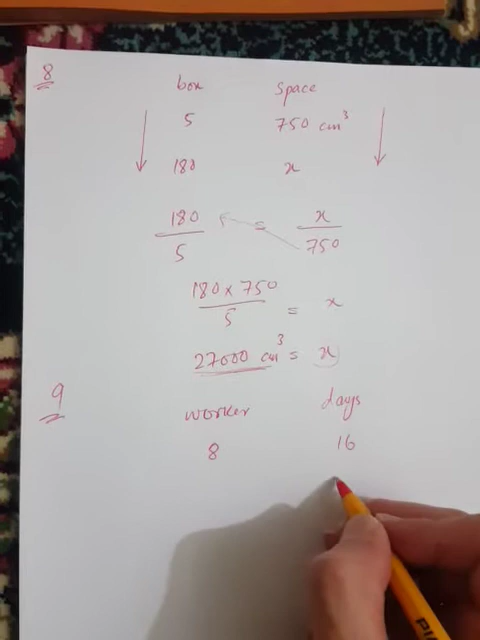 8
box space
5 750 cm³
180 x
180/5 = x/750
180 x 750/5 = x
27000 cm³ = x
9
worker days
8 16